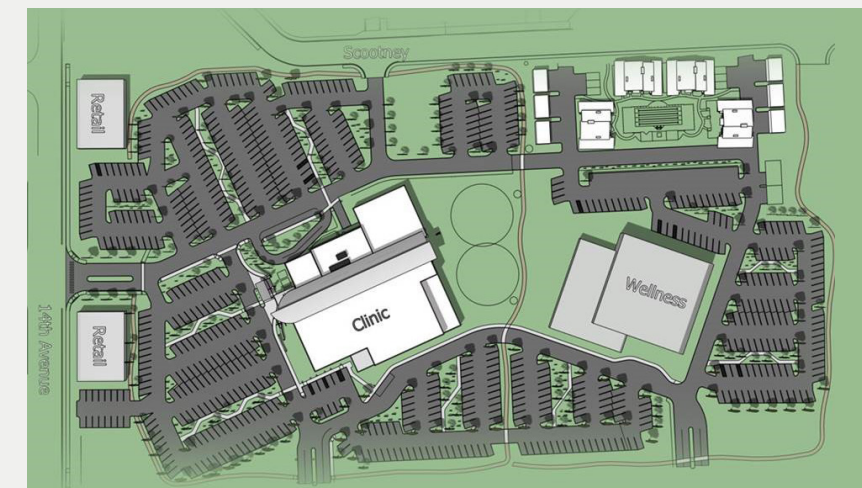 Scootney
Retail
Clinic
Wellness
Retail
14th Avenue